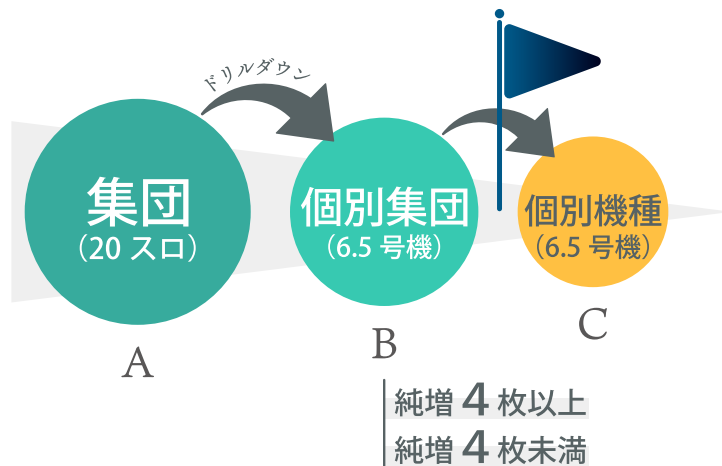 ドリルダウン
集団
（20 スロ）
個別集団
（6.5 号機）
個別機種
（6.5 号機）
A
B
C
純増 4 枚以上
純増 4 枚未満